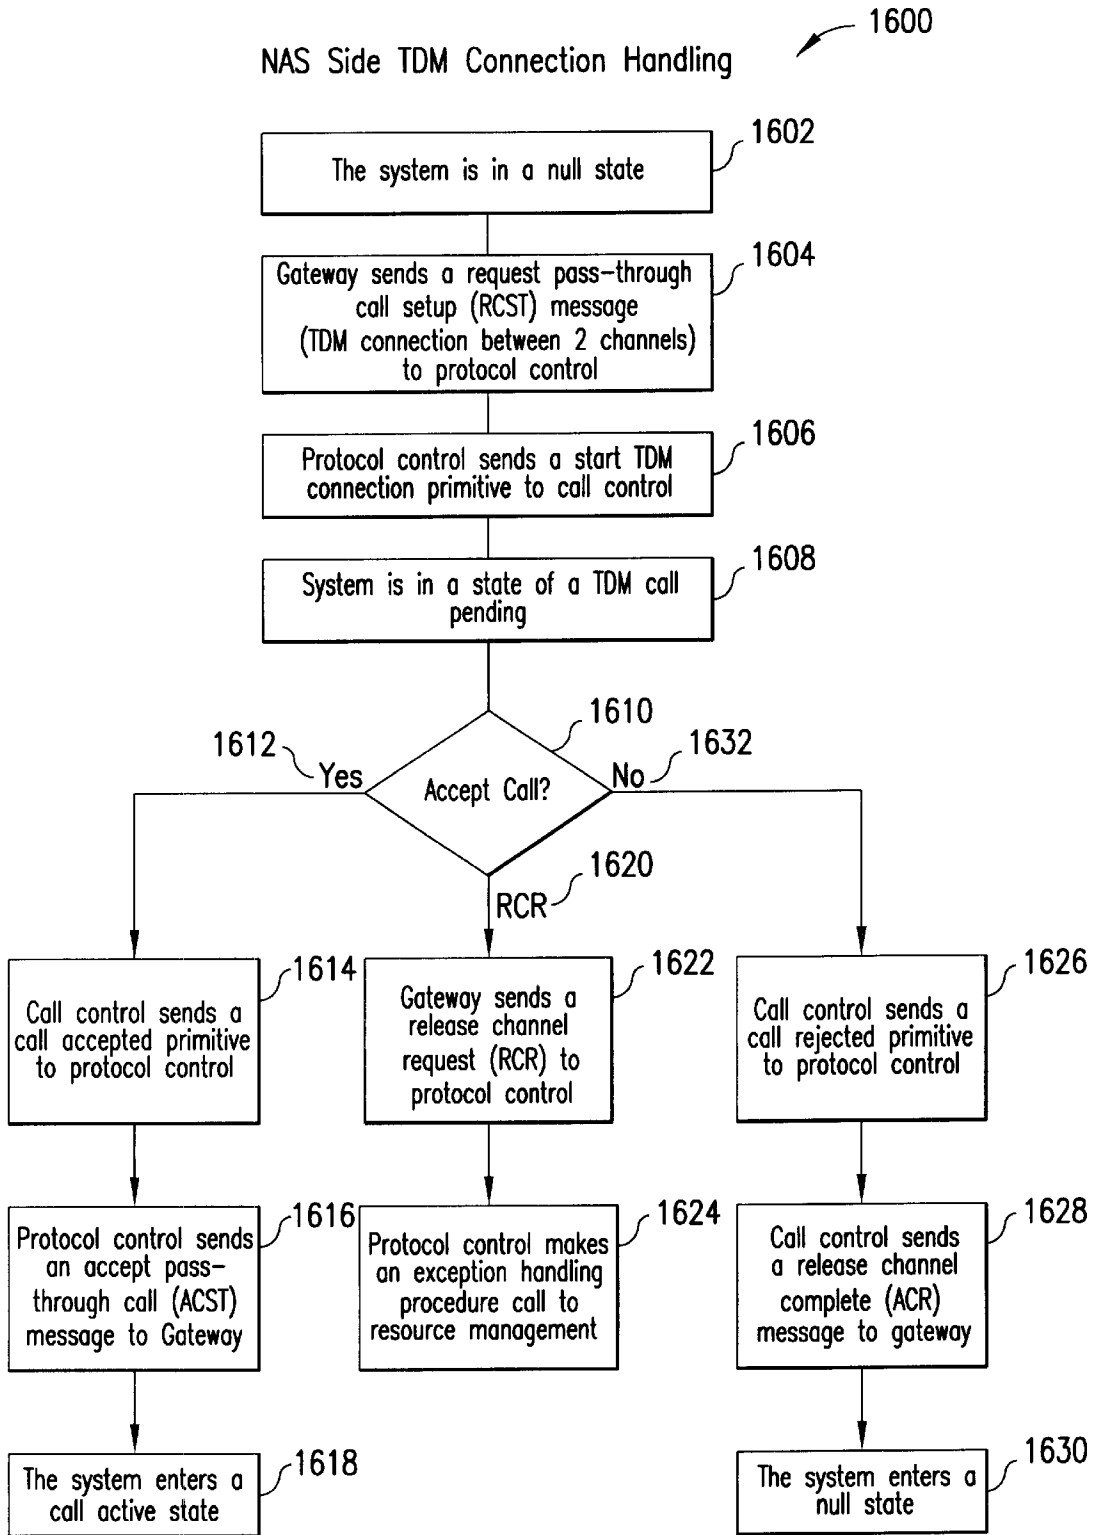 1600
NAS Side TDM Connection Handling
1602
The system is in a null state
1604
Gateway sends a request pass-through
call setup (RCST) message
(TDM connection between 2 channels)
to protocol control
1606
Protocol control sends a start TDM
connection primitive to call control
1608
System is in a state of a TDM call
pending
1610
1612
1632
Yes
Accept Call?
No
1620
RCR
1614
Call control sends a
call accepted primitive
to protocol control
1622
Gateway sends a
release channel
request (RCR) to
protocol control
1626
Call control sends a
call rejected primitive
to protocol control
1616
Protocol control sends
an accept pass-
through call (ACST)
message to Gateway
1624
Protocol control makes
an exception handling
procedure call to
resource management
1628
Call control sends
a release channel
complete (ACR)
message to gateway
1618
The system enters a
call active state
1630
The system enters a
null state